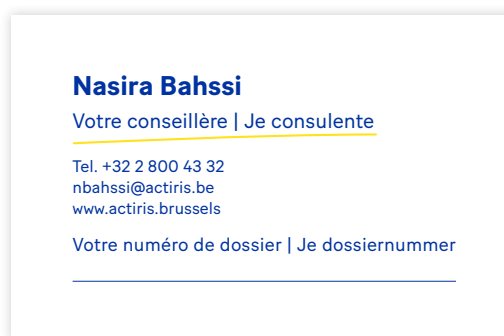 Nasira Bahssi
Votre conseillère | Je consulente
Tel. +32 2 800 43 32
nbahssi@actiris.be
www.actiris.brussels
Votre numéro de dossier | Je dossiernummer